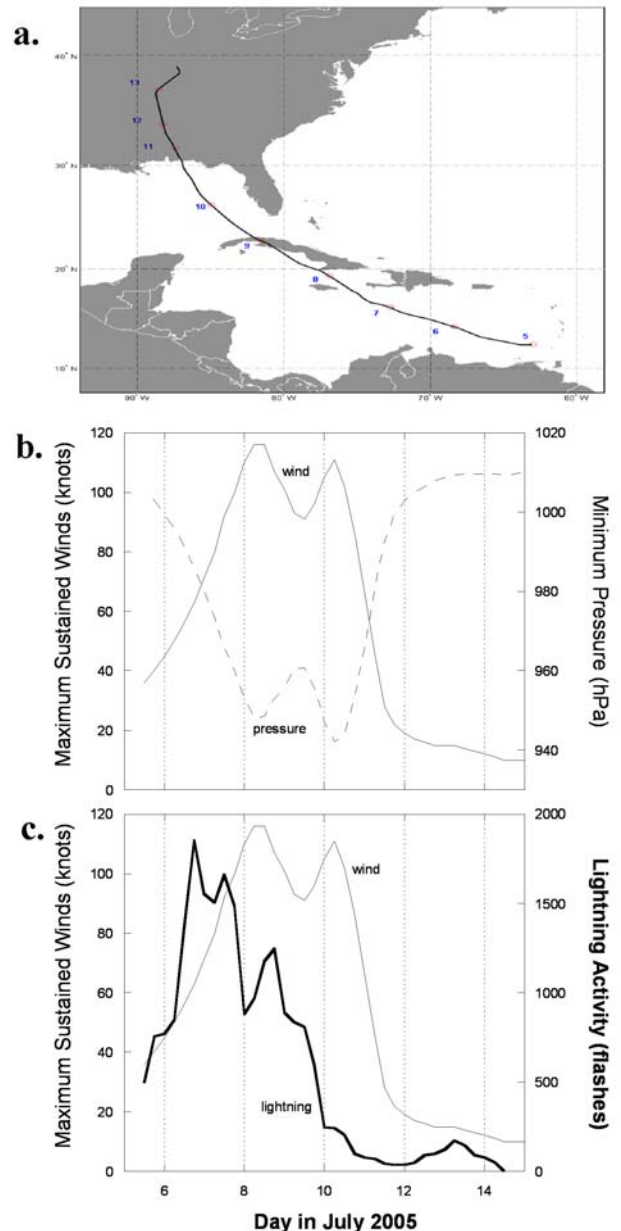 a.
40° N
30° N
20° N
10° N
90° W
80° W
70° W
60° W
13
12
11
10
9
8
7
6
5
b.
Maximum Sustained Winds (knots)
120
100
80
60
40
20
0
wind
pressure
1020
1000
980
960
940
Minimum Pressure (hPa)
c.
Maximum Sustained Winds (knots)
120
100
80
60
40
20
0
wind
lightning
2000
1500
1000
500
0
Lightning Activity (flashes)
6 8 10 12 14
Day in July 2005